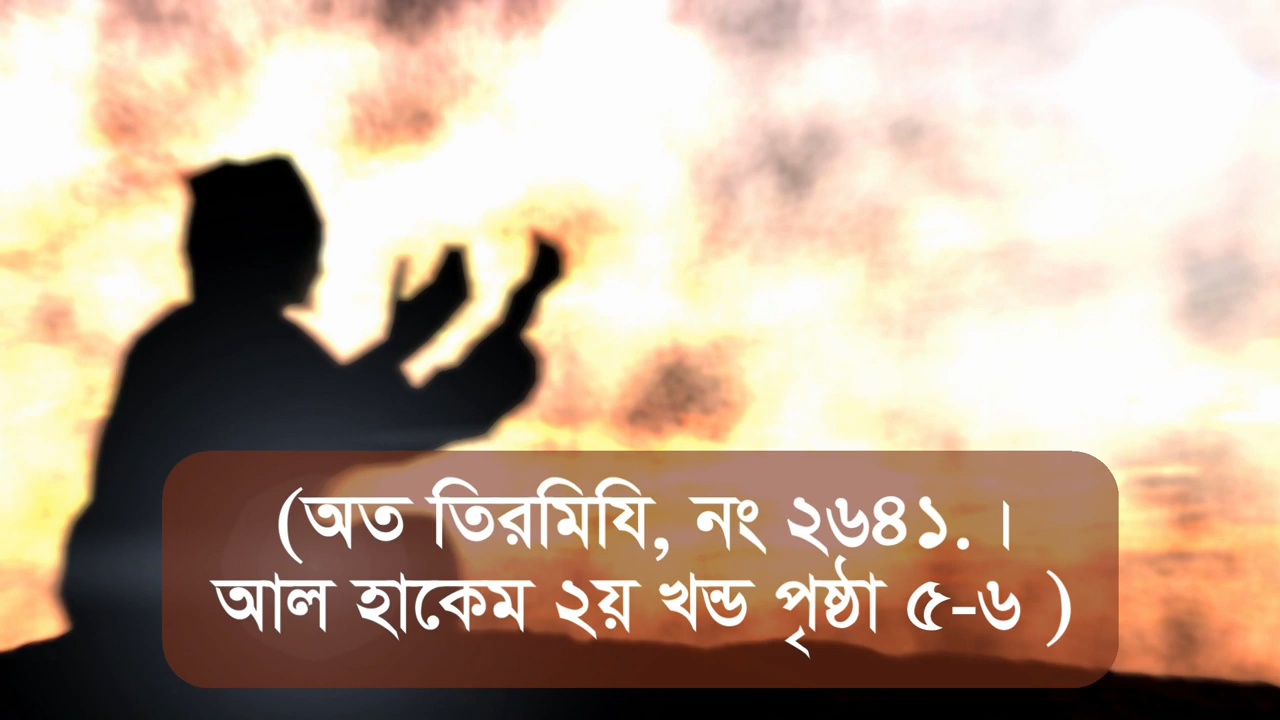 (অত তিরমিযি, নং ২৬৪১. ।
আল হাকেম ২য় খন্ড পৃষ্ঠা ৫-৬ )